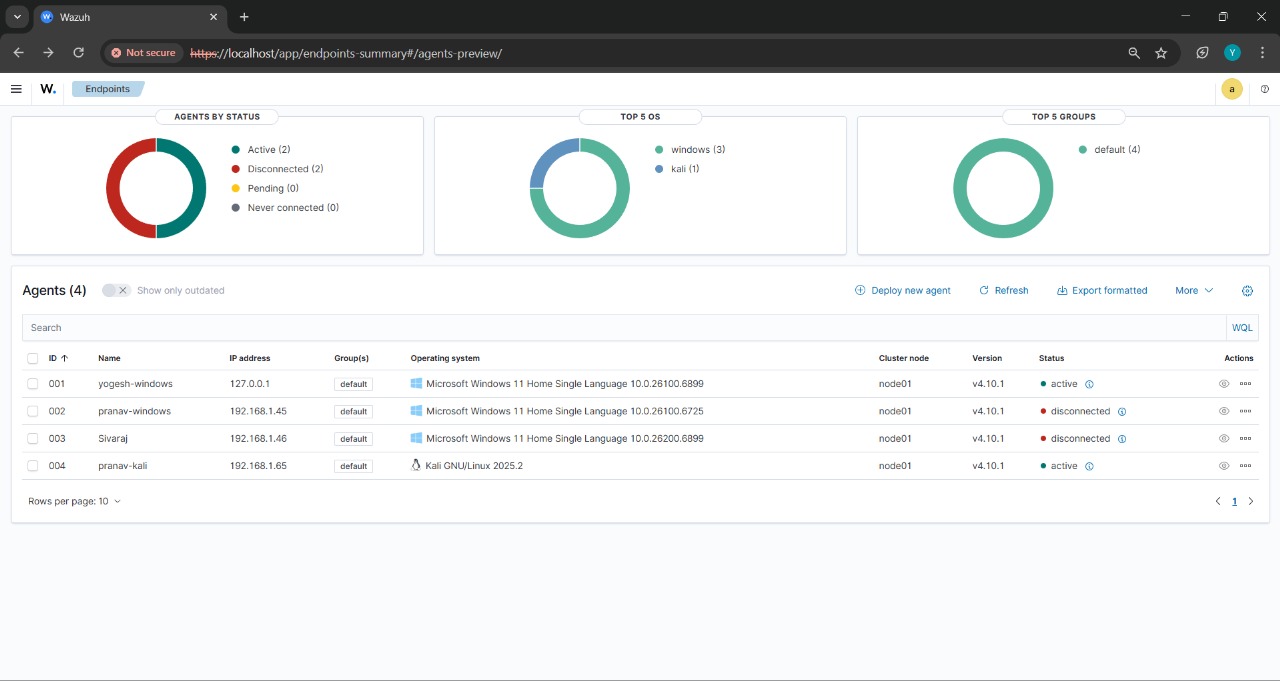 Wazuh
Not secure https://localhost/app/endpoints-summary#/agents-preview/ Y
W. Endpoints a
AGENTS BY STATUS
Active (2)
Disconnected (2)
Pending (0)
Never connected (0)
TOP 5 OS
windows (3)
kali (1)
TOP 5 GROUPS
default (4)
Agents (4) Show only outdated Deploy new agent Refresh Export formatted More
Search WQL
ID Name IP address Group(s) Operating system Cluster node Version Status Actions
001 yogesh-windows 127.0.0.1 default Microsoft Windows 11 Home Single Language 10.0.26100.6899 node01 v4.10.1 active
002 pranav-windows 192.168.1.45 default Microsoft Windows 11 Home Single Language 10.0.26100.6725 node01 v4.10.1 disconnected
003 Sivaraj 192.168.1.46 default Microsoft Windows 11 Home Single Language 10.0.26200.6899 node01 v4.10.1 disconnected
004 pranav-kali 192.168.1.65 default Kali GNU/Linux 2025.2 node01 v4.10.1 active
Rows per page: 10 1